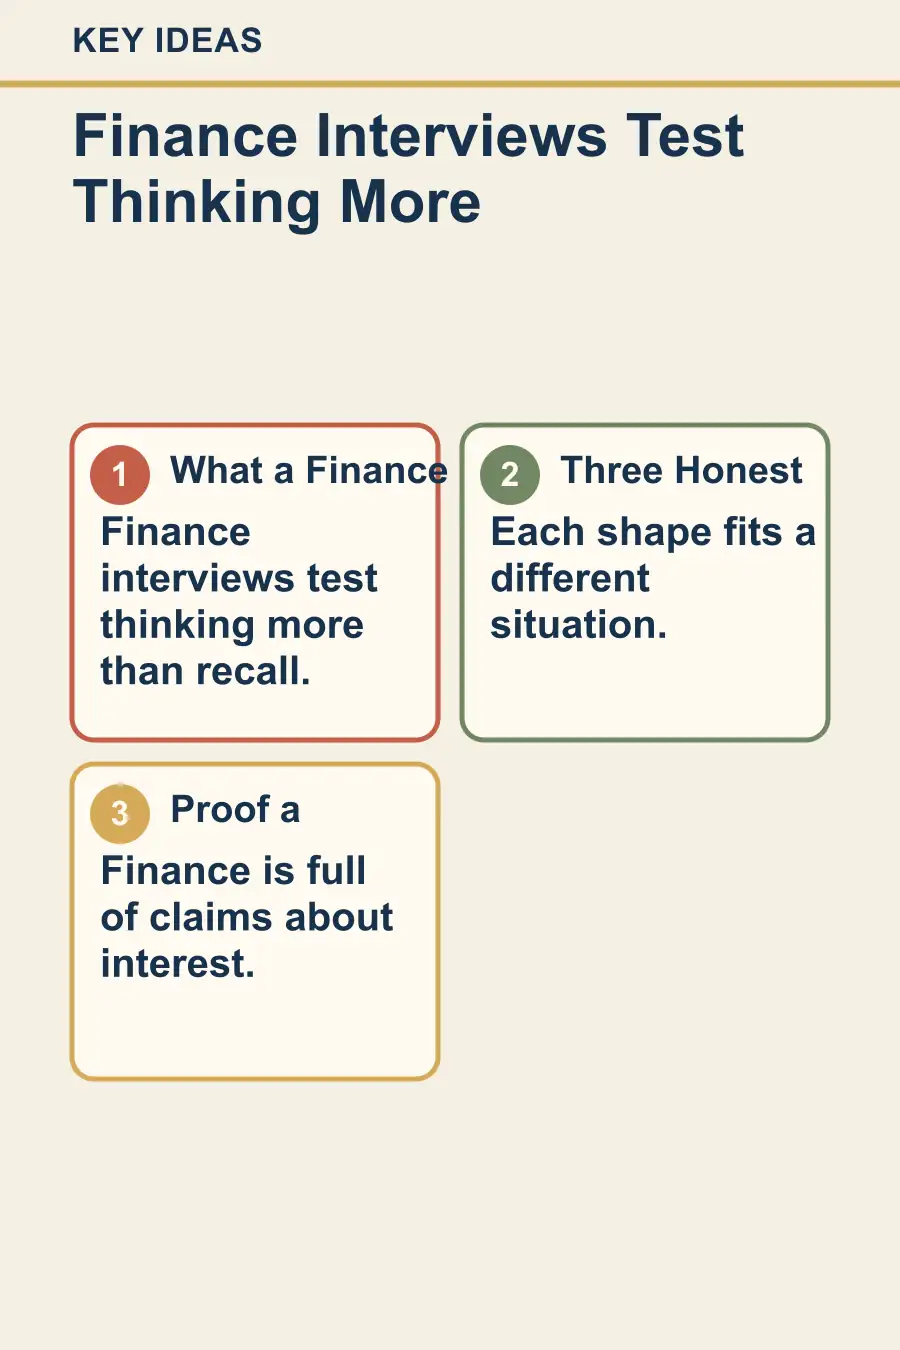 KEY IDEAS
Finance Interviews Test
Thinking More
1 What a Finance
Finance
interviews test
thinking more
than recall.
2 Three Honest
Each shape fits a
different
situation.
3 Proof a
Finance is full
of claims about
interest.